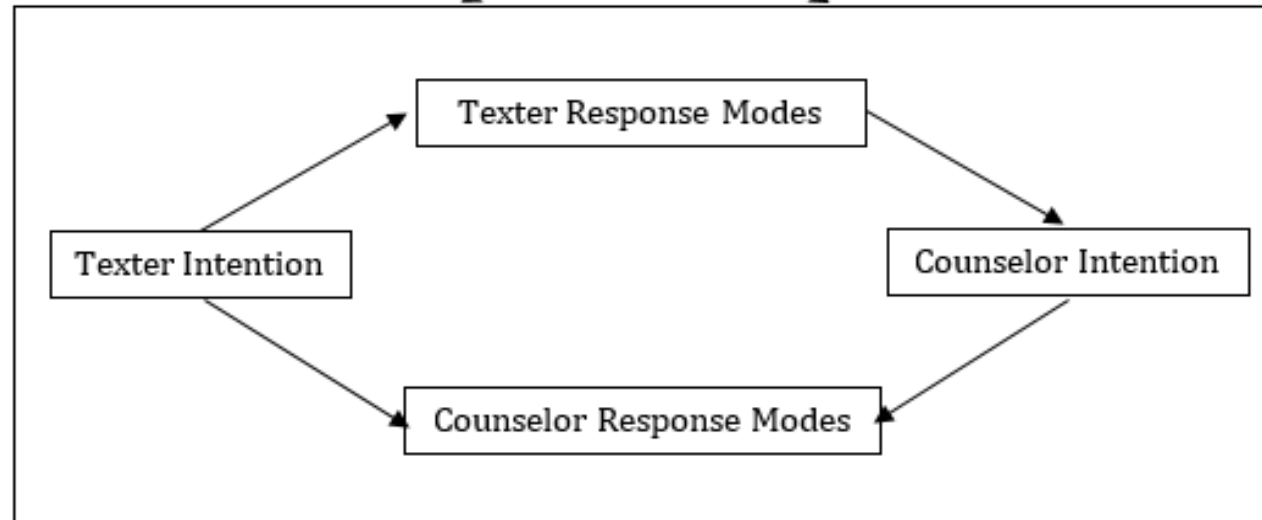 Texter Response Modes
Texter Intention
Counselor Intention
Counselor Response Modes